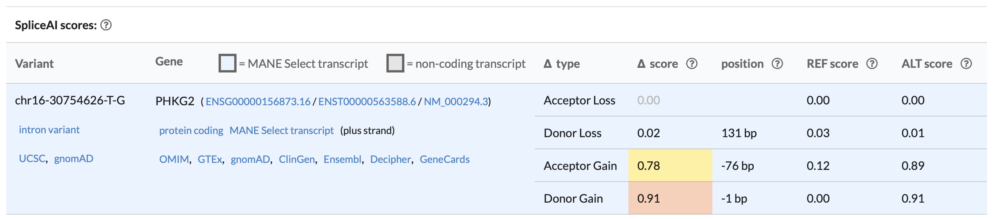 SpliceAI scores: ?
Variant Gene = MANE Select transcript = non-coding transcript Δ type Δ score ? position ? REF score ? ALT score ?
chr16-30754626-T-G PHKG2 ( ENSG00000156873.16 / ENST00000563588.6 / NM_000294.3) Acceptor Loss 0.00 0.00 0.00
intron variant protein coding MANE Select transcript (plus strand) Donor Loss 0.02 131 bp 0.03 0.01
UCSC, gnomAD OMIM, GTEx, gnomAD, ClinGen, Ensembl, Decipher, GeneCards Acceptor Gain 0.78 -76 bp 0.12 0.89
Donor Gain 0.91 -1 bp 0.00 0.91